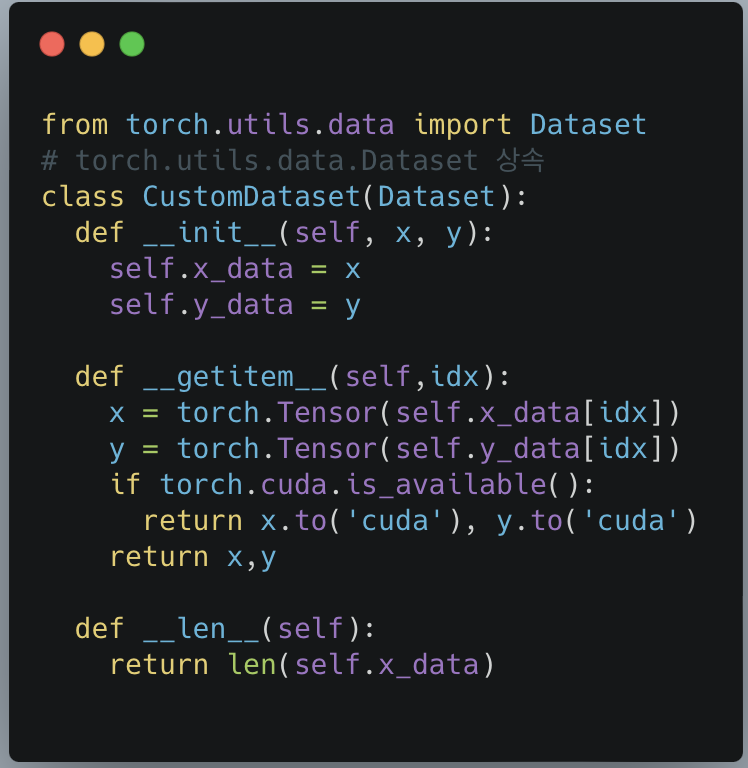 from torch.utils.data import Dataset
# torch.utils.data.Dataset 상속
class CustomDataset(Dataset):
  def __init__(self, x, y):
    self.x_data = x
    self.y_data = y

  def __getitem__(self,idx):
    x = torch.Tensor(self.x_data[idx])
    y = torch.Tensor(self.y_data[idx])
    if torch.cuda.is_available():
      return x.to('cuda'), y.to('cuda')
    return x,y

  def __len__(self):
    return len(self.x_data)